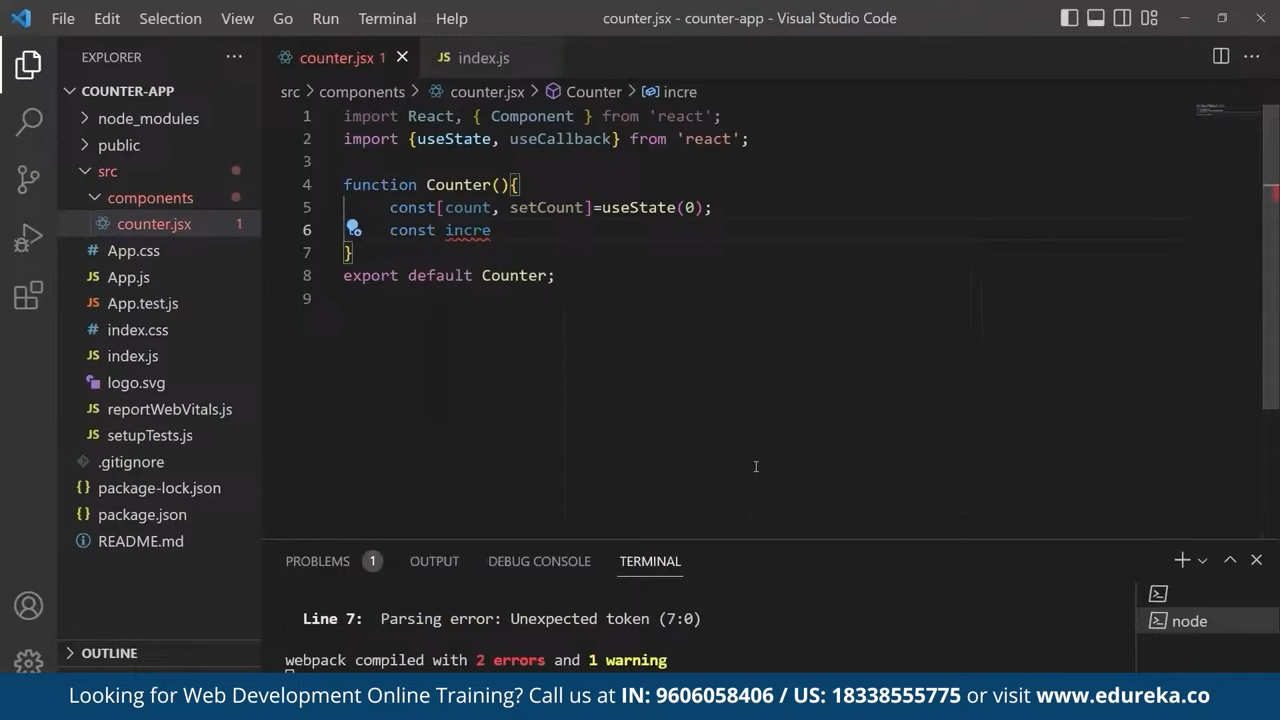 File Edit Selection View Go Run Terminal Help counter.jsx - counter-app - Visual Studio Code
EXPLORER
COUNTER-APP
node_modules
public
src
components
counter.jsx 1
App.css
App.js
App.test.js
index.css
index.js
logo.svg
reportWebVitals.js
setupTests.js
.gitignore
package-lock.json
package.json
README.md
OUTLINE
counter.jsx 1 JS index.js
src > components > counter.jsx > Counter > incre
1 import React, { Component } from 'react';
2 import {useState, useCallback} from 'react';
3
4 function Counter(){
5 const[count, setCount]=useState(0);
6 const incre
7 }
8 export default Counter;
9
PROBLEMS 1 OUTPUT DEBUG CONSOLE TERMINAL
Line 7: Parsing error: Unexpected token (7:0)
webpack compiled with 2 errors and 1 warning
node
Looking for Web Development Online Training? Call us at IN: 9606058406 / US: 18338555775 or visit www.edureka.co